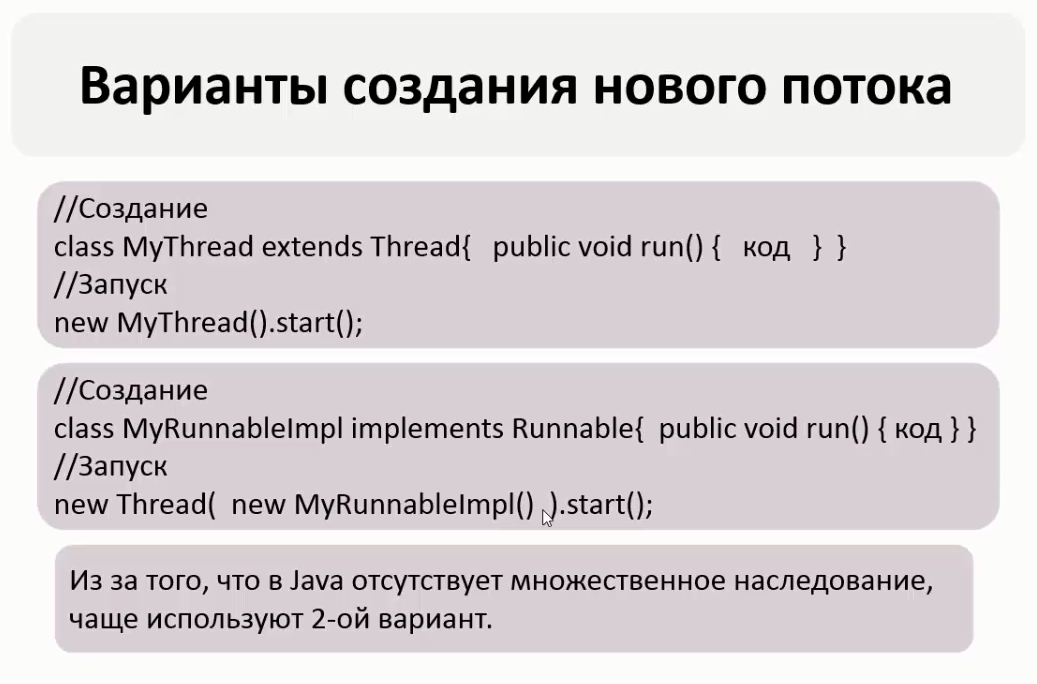 Варианты создания нового потока
//Создание
class MyThread extends Thread{ public void run() { код } }
//Запуск
new MyThread().start();
//Создание
class MyRunnableImpl implements Runnable{ public void run() { код } }
//Запуск
new Thread( new MyRunnableImpl() ).start();
Из за того, что в Java отсутствует множественное наследование,
чаще используют 2-ой вариант.